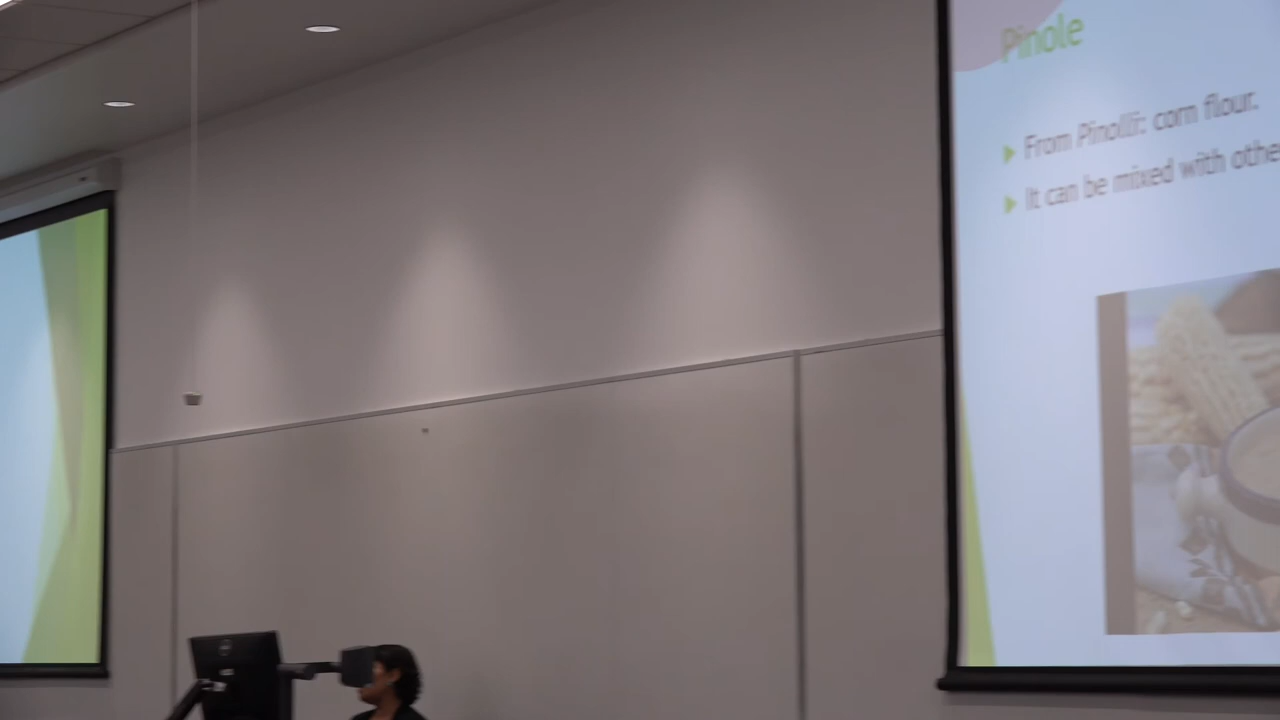 Pinole
From Pinolli: corn flour.
It can be mixed with othe